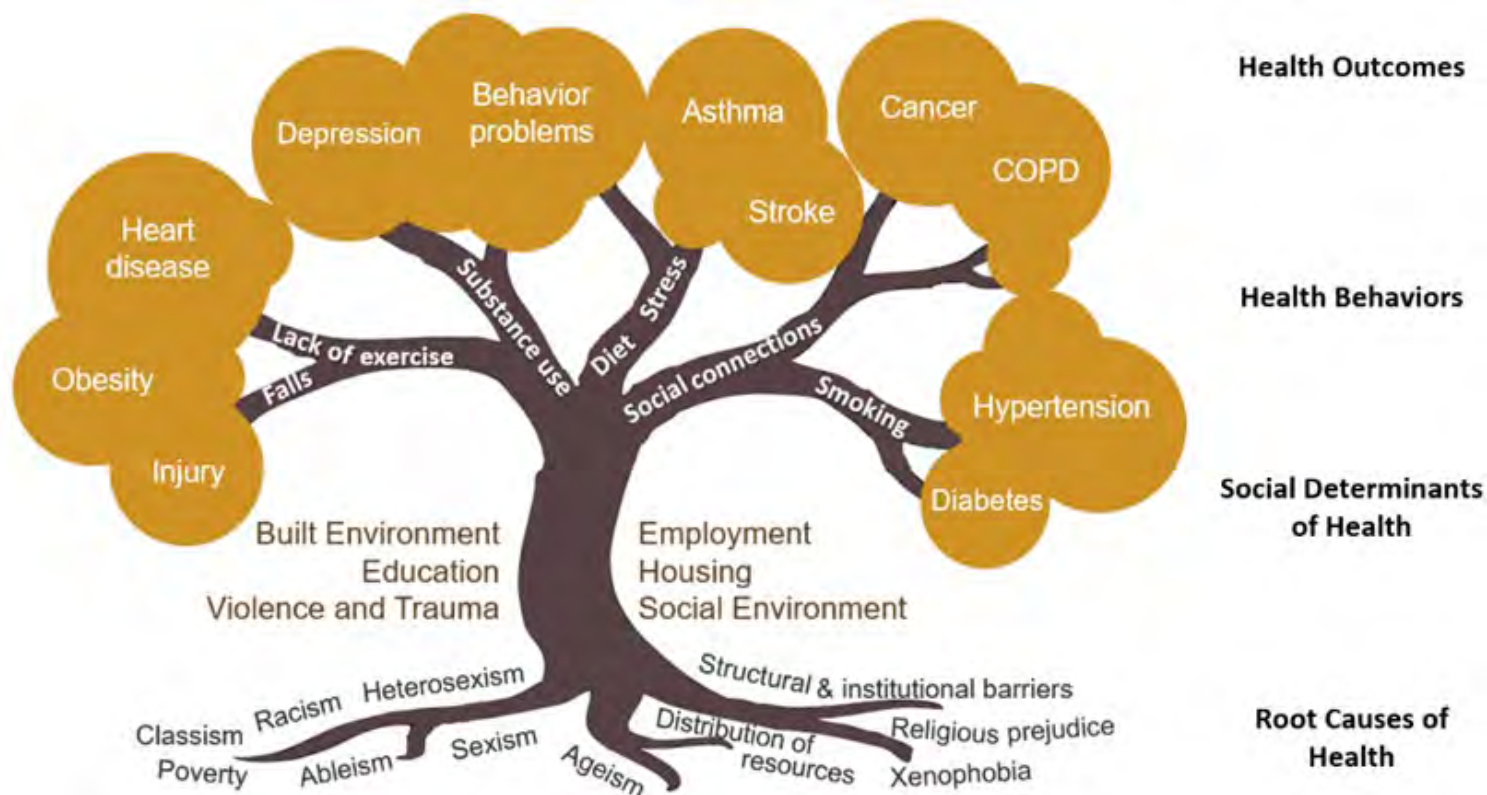 Health Outcomes
Depression
Behavior
problems
Asthma
Cancer
COPD
Heart
disease
Stroke
Obesity
Injury
Hypertension
Diabetes
Health Behaviors
Lack of exercise
Falls
Substance use
Diet
Stress
Social connections
Smoking
Social Determinants
of Health
Built Environment
Education
Violence and Trauma
Employment
Housing
Social Environment
Root Causes of
Health
Classism
Poverty
Racism
Heterosexism
Ableism
Sexism
Ageism
Structural & institutional barriers
Distribution of
resources
Religious prejudice
Xenophobia